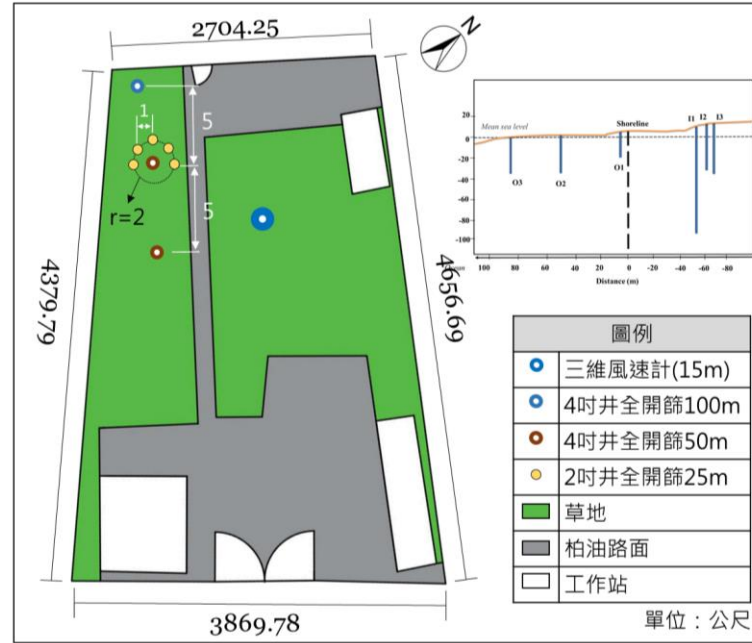 2704.25
N
1
5
r=2
5
4379.79
4656.69
3869.78
20
0
-20
-40
-60
-80
-100
Mean sea level
Shoreline
I1 I2 I3
O3 O2 O1
100 80 60 40 20 0 -20 -40 -60 -80
Distance (m)
圖例
三維風速計(15m)
4吋井全開篩100m
4吋井全開篩50m
2吋井全開篩25m
草地
柏油路面
工作站
單位：公尺